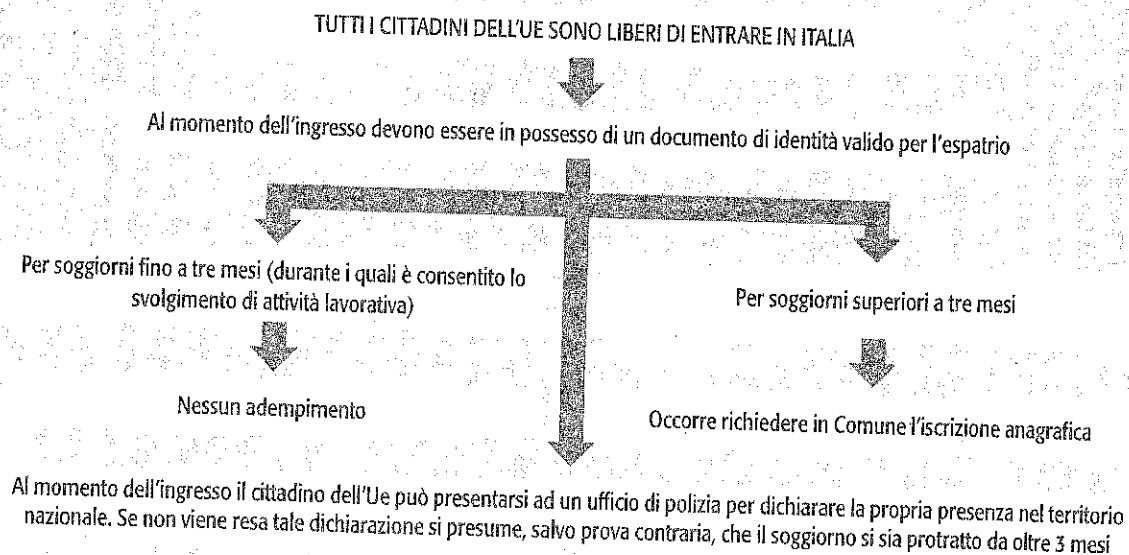 TUTTI I CITTADINI DELL'UE SONO LIBERI DI ENTRARE IN ITALIA
Al momento dell'ingresso devono essere in possesso di un documento di identità valido per l'espatrio
Per soggiorni fino a tre mesi (durante i quali è consentito lo
svolgimento di attività lavorativa)
Nessun adempimento
Per soggiorni superiori a tre mesi
Occorre richiedere in Comune l'iscrizione anagrafica
Al momento dell'ingresso il cittadino dell'Ue può presentarsi ad un ufficio di polizia per dichiarare la propria presenza nel territorio
nazionale. Se non viene resa tale dichiarazione si presume, salvo prova contraria, che il soggiorno si sia protratto da oltre 3 mesi